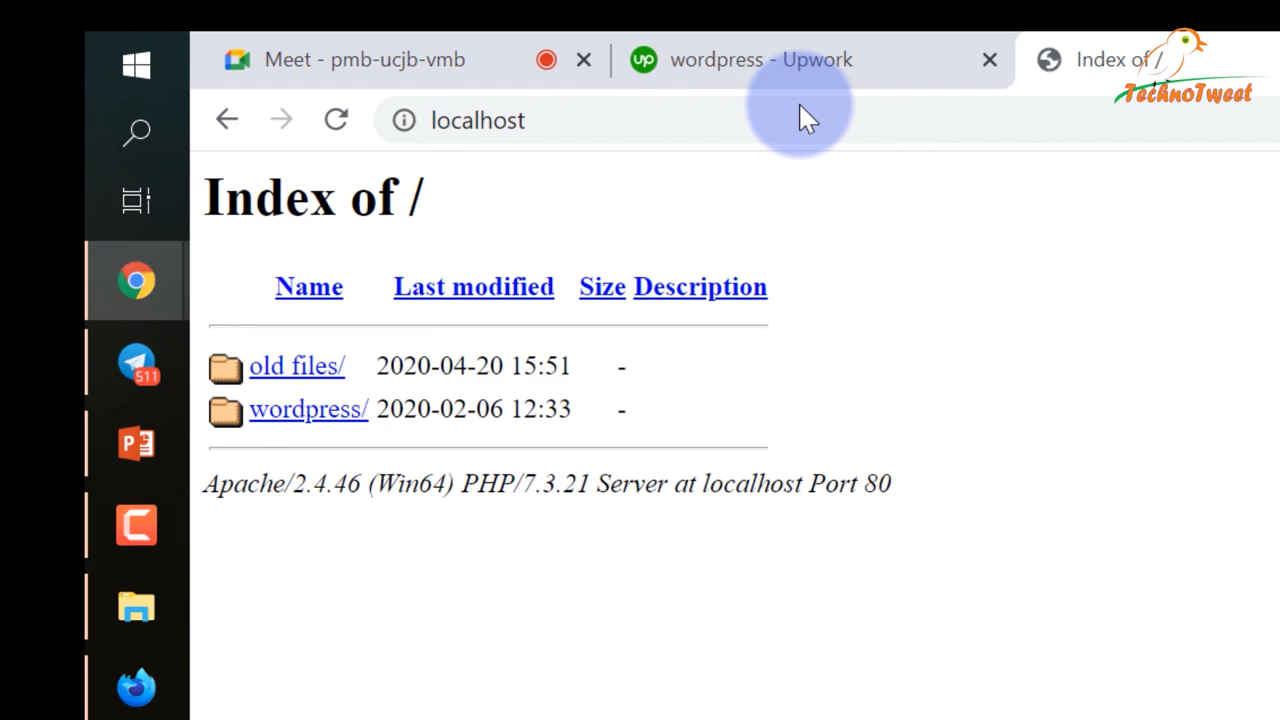 Meet - pmb-ucjb-vmb
wordpress - Upwork
Index of /
TechnoTweet
localhost
Index of /
Name Last modified Size Description
old files/ 2020-04-20 15:51 -
wordpress/ 2020-02-06 12:33 -
Apache/2.4.46 (Win64) PHP/7.3.21 Server at localhost Port 80
up
511
P
C